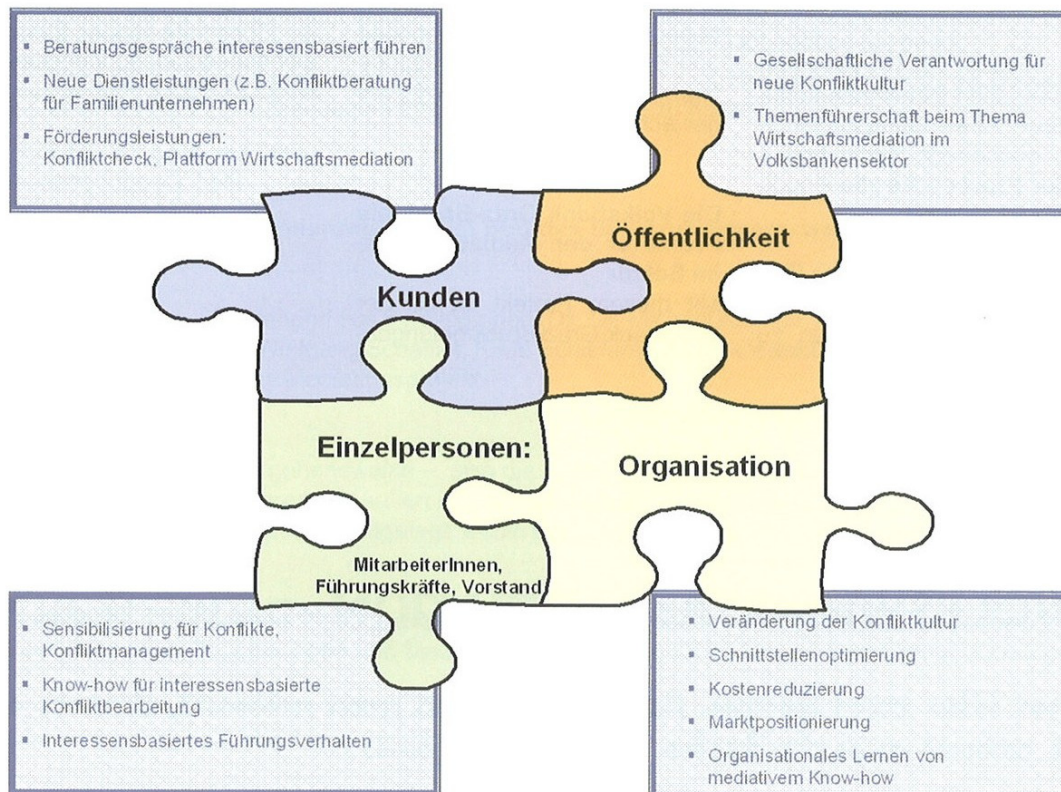 Beratungsgespräche interessensbasiert führen
Neue Dienstleistungen (z.B. Konfliktberatung
für Familienunternehmen)
Förderungsleistungen:
Konfliktcheck, Plattform Wirtschaftsmediation
Gesellschaftliche Verantwortung für
neue Konfliktkultur
Themenführerschaft beim Thema
Wirtschaftsmediation im
Volksbankensektor
Öffentlichkeit
Kunden
Einzelpersonen:
Organisation
MitarbeiterInnen,
Führungskräfte, Vorstand
Sensibilisierung für Konflikte,
Konfliktmanagement
Know-how für interessensbasierte
Konfliktbearbeitung
Interessensbasiertes Führungsverhalten
Veränderung der Konfliktkultur
Schnittstellenoptimierung
Kostenreduzierung
Marktpositionierung
Organisationales Lernen von
mediativem Know-how